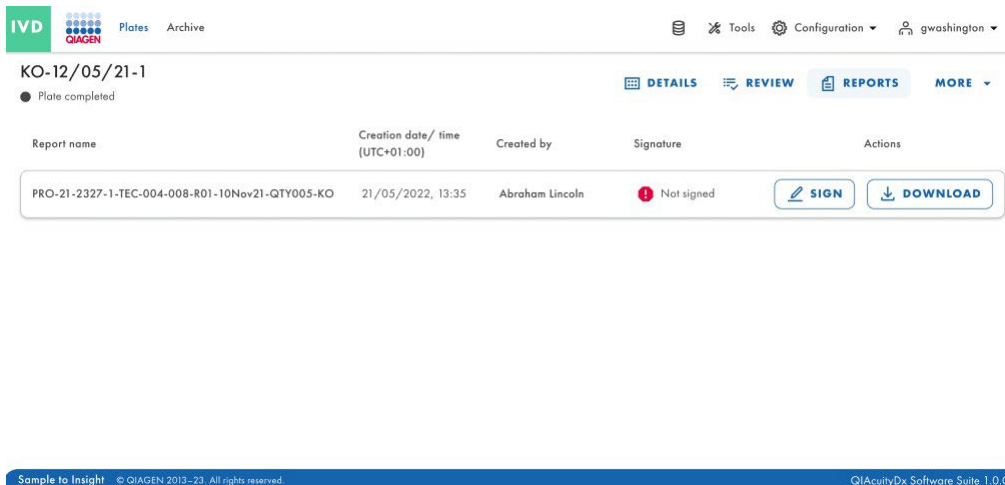 IVD
QIAGEN
Plates Archive
Tools Configuration gwashington
KO-12/05/21-1
Plate completed
DETAILS REVIEW REPORTS MORE
Report name Creation date/ time (UTC+01:00) Created by Signature Actions
PRO-21-2327-1-TEC-004-008-R01-10Nov21-QTY005-KO 21/05/2022, 13:35 Abraham Lincoln Not signed SIGN DOWNLOAD
Sample to Insight © QIAGEN 2013–23. All rights reserved. QIAcuityDx Software Suite 1.0.0